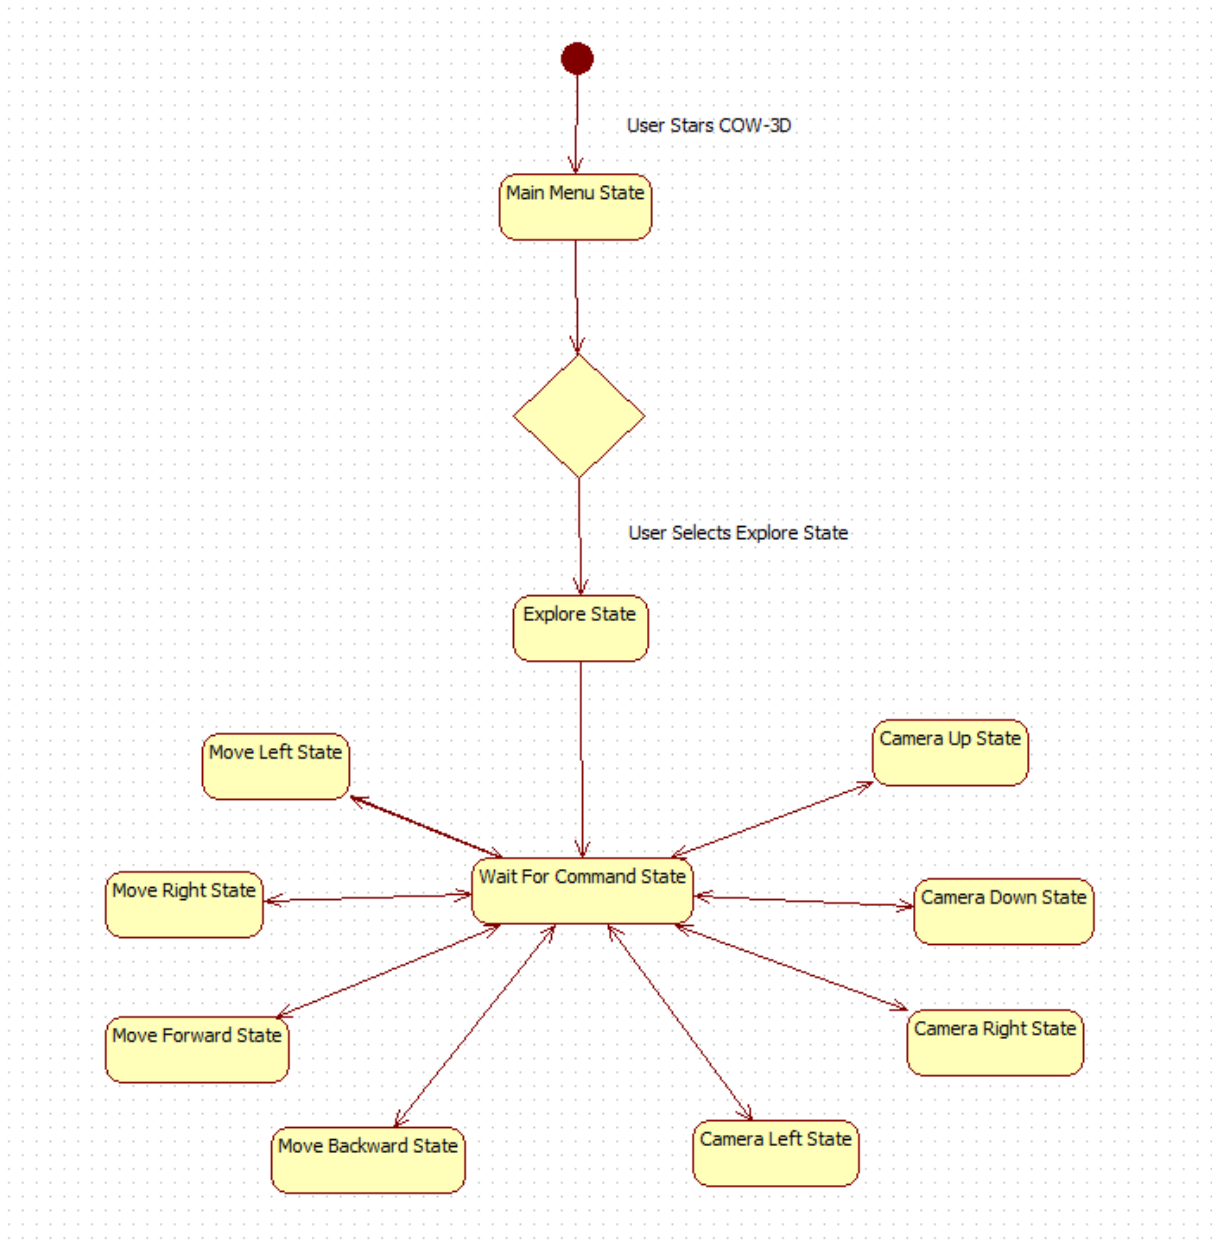 User Stars COW-3D
Main Menu State
User Selects Explore State
Explore State
Move Left State
Camera Up State
Wait For Command State
Move Right State
Camera Down State
Move Forward State
Camera Right State
Move Backward State
Camera Left State